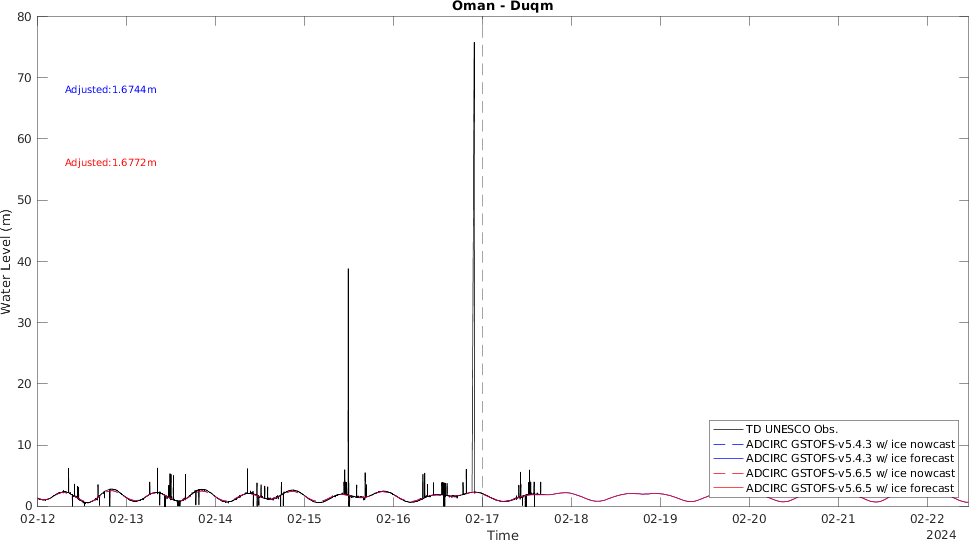 Oman - Duqm
80
70
60
50
40
30
20
10
0
Water Level (m)
Adjusted:1.6744m
Adjusted:1.6772m
TD UNESCO Obs.
ADCIRC GSTOFS-v5.4.3 w/ ice nowcast
ADCIRC GSTOFS-v5.4.3 w/ ice forecast
ADCIRC GSTOFS-v5.6.5 w/ ice nowcast
ADCIRC GSTOFS-v5.6.5 w/ ice forecast
02-12 02-13 02-14 02-15 02-16 02-17 02-18 02-19 02-20 02-21 02-22
Time
2024